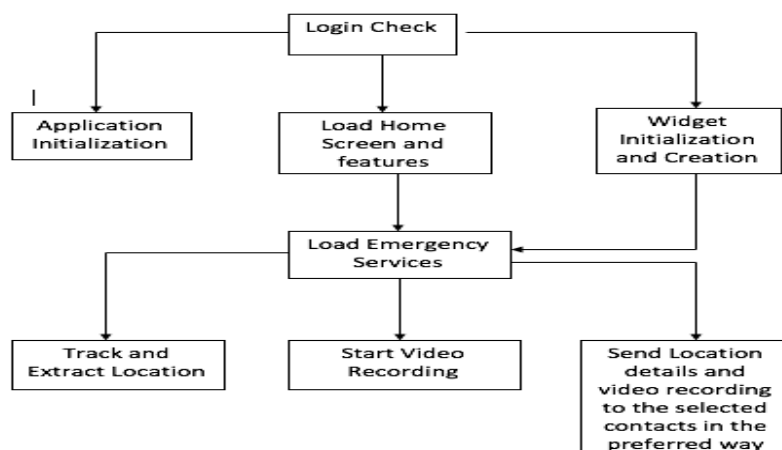 Login Check
Application
Initialization
Load Home
Screen and
features
Widget
Initialization
and Creation
Load Emergency
Services
Track and
Extract Location
Start Video
Recording
Send Location
details and
video recording
to the selected
contacts in the
preferred way